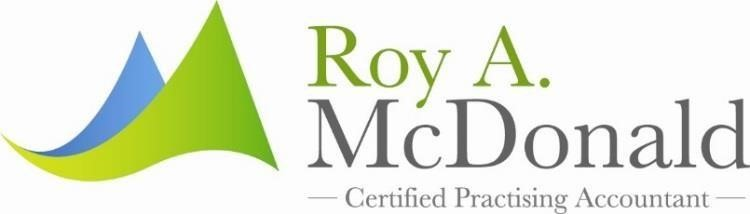 Roy A.
McDonald
— Certified Practising Accountant —